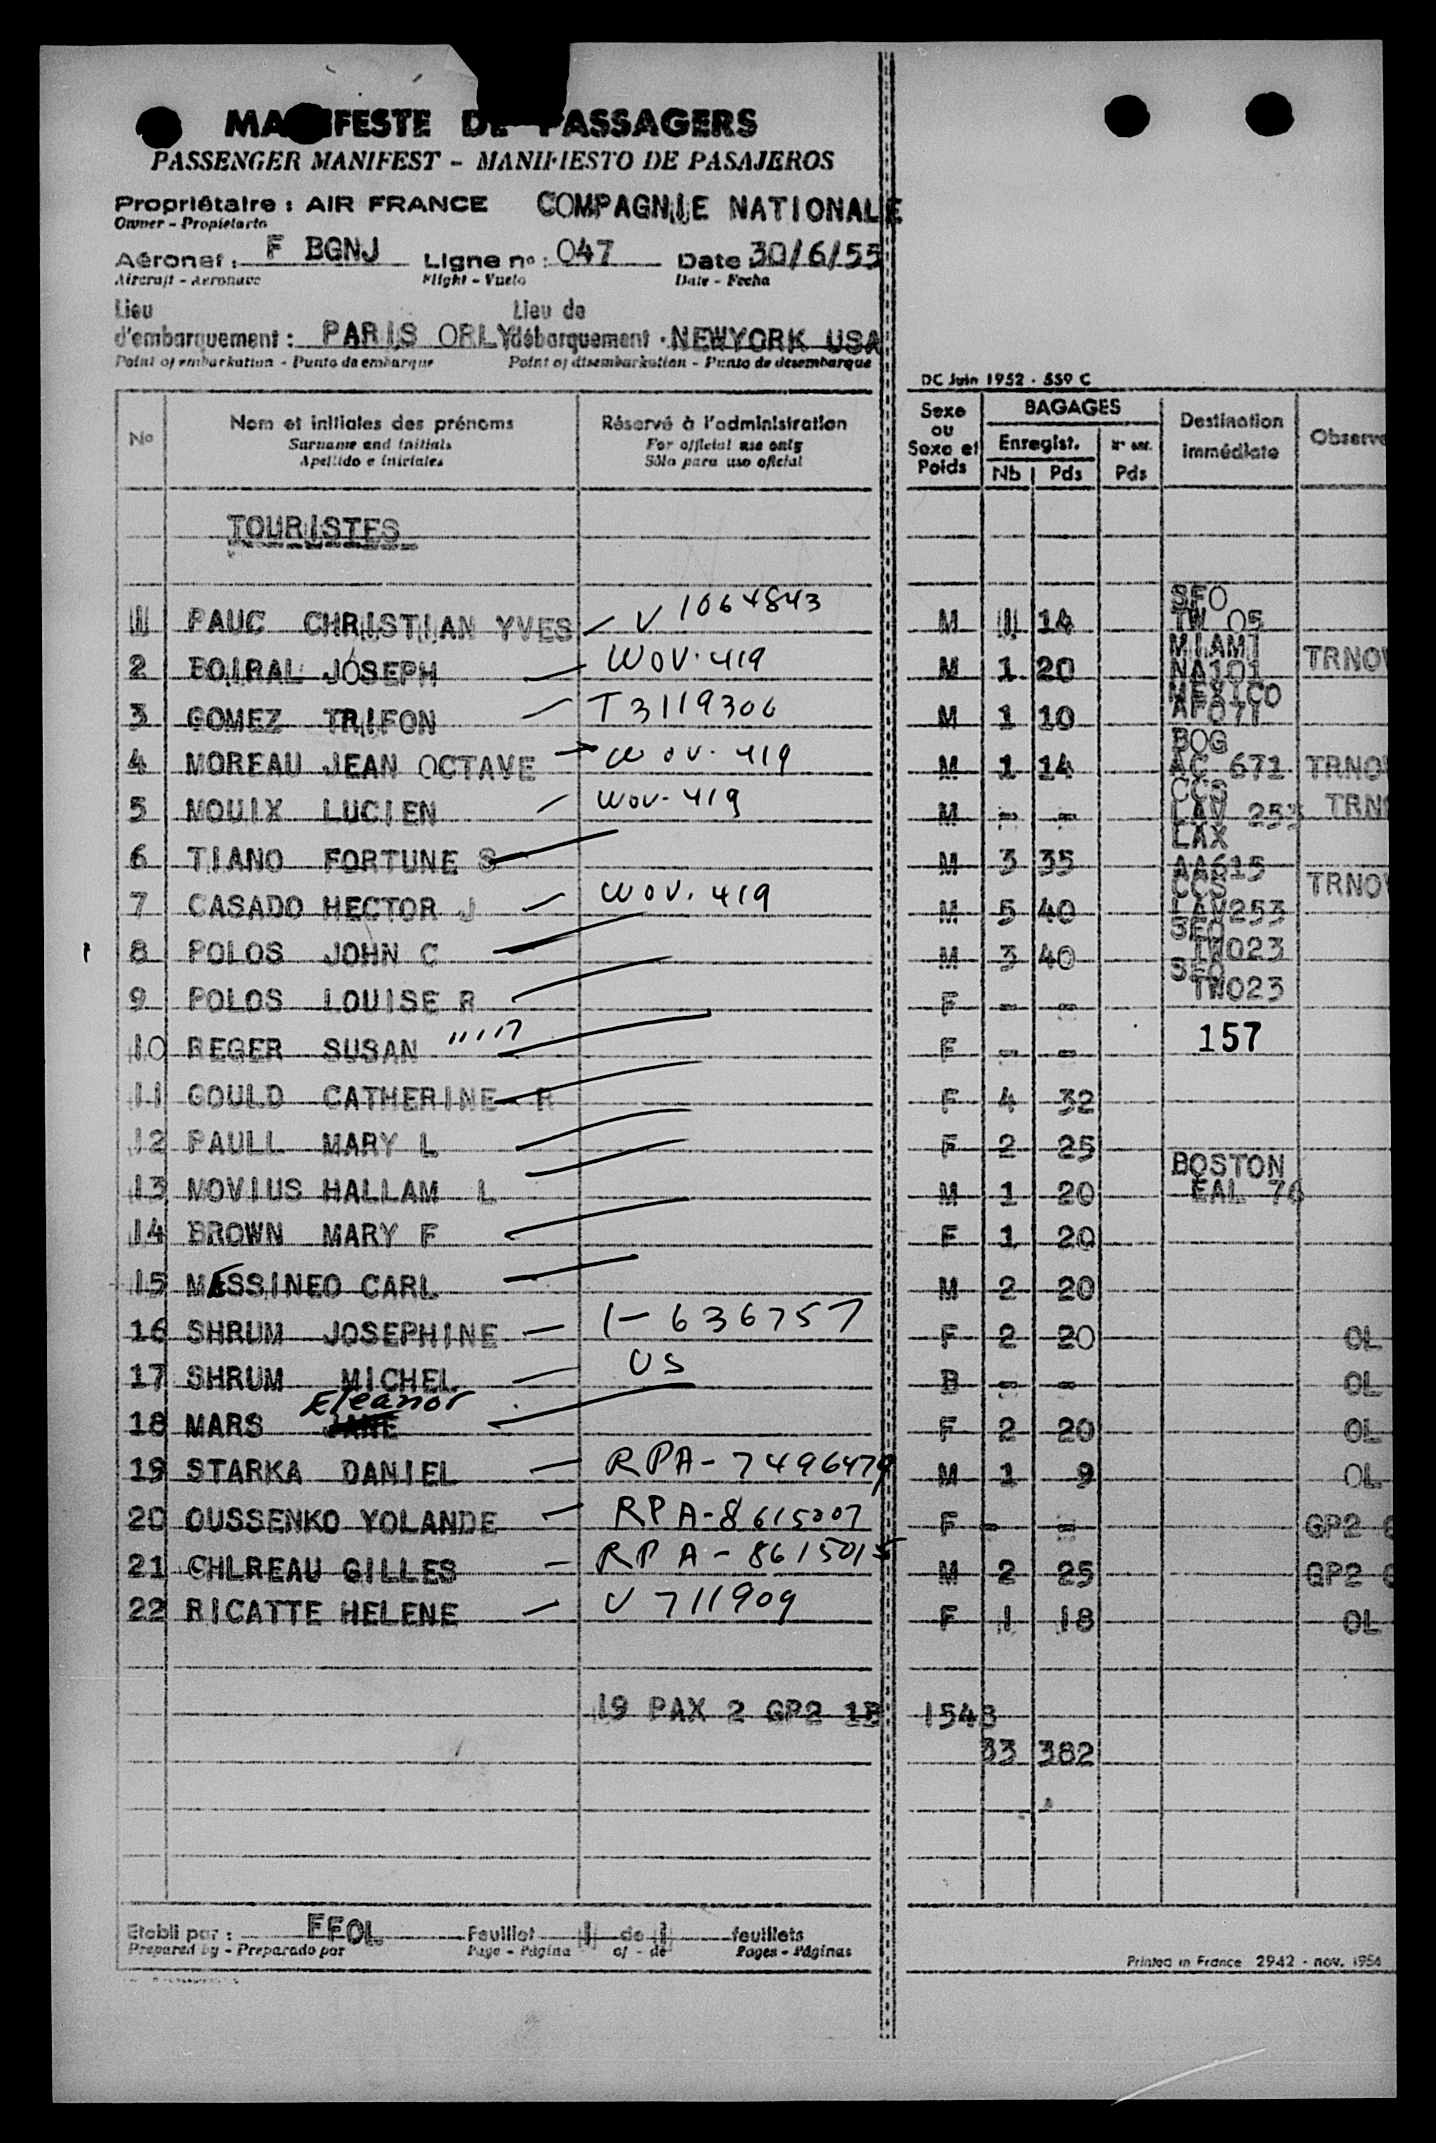 MANIFESTE DE PASSAGERS
PASSENGER MANIFEST - MANIFIESTO DE PASAJEROS
Propriétaire : AIR FRANCE COMPAGNIE NATIONALE
Owner - Propietario
Aéronef : F BGNJ Ligne nº : 047 Date 30/6/55
Aircraft - Aeronave Flight - Vuelo Date - Fecha
Lieu d'embarquement : PARIS ORLY Lieu de débarquement : NEWYORK USA
Point of embarkation - Punto de embarque Point of disembarkation - Punto de desembarque
DC Juin 1952 - 559 C
No Nom et initiales des prénoms Réservé à l'administration Sexe ou Sexe et Poids BAGAGES Destination immédiate Observ
Surname and initials For official use only Enregist. Nb Pds Pds
Apellido e iniciales Sólo para uso oficial
TOURISTES
1 PAUC CHRISTIAN YVES V 1064843 M 1 14 SFO TW 05
2 BOIRAL JOSEPH WOV. 419 M 1 20 MIAMI NA101 TRNOV
3 GOMEZ TRIFON T 3119306 M 1 10 MEXICO AF071
4 MOREAU JEAN OCTAVE WOV. 419 M 1 14 BOG AC 671 TRNO
5 MOUIX LUCIEN WOV. 419 M - - CCS LAV 253 TRN
6 TIANO FORTUNE S M 3 35 LAX AA615
7 CASADO HECTOR J WOV. 419 M 5 40 CCS LAV253 TRNOV
8 POLOS JOHN C M 3 40 SFO TW023
9 POLOS LOUISE R F - - SFO TW023
10 REGER SUSAN F - - 157
11 GOULD CATHERINE R F 4 32
12 PAULL MARY L F 2 25
13 MOVIUS HALLAM L M 1 20 BOSTON EAL 76
14 BROWN MARY F F 1 20
15 MESSINEO CARL M 2 20
16 SHRUM JOSEPHINE 1-636757 F 2 20 OL
17 SHRUM MICHEL US B - - OL
Eleanor
18 MARS JANE F 2 20 OL
19 STARKA DANIEL RPA-7496479 M 1 9 OL
20 OUSSENKO YOLANDE RPA-8615007 F - - GP2
21 CHLREAU GILLES RPA-8615015 M 2 25 GP2
22 RICATTE HELENE V 711909 F 1 18 OL
19 PAX 2 GP2 1B 1548
33 382
Etabli par : FFOL Feuillet 1 de 1 feuillets
Prepared by - Preparado por Page - Página of - de Pages - Páginas
Printed in France 2942 - nov. 1954